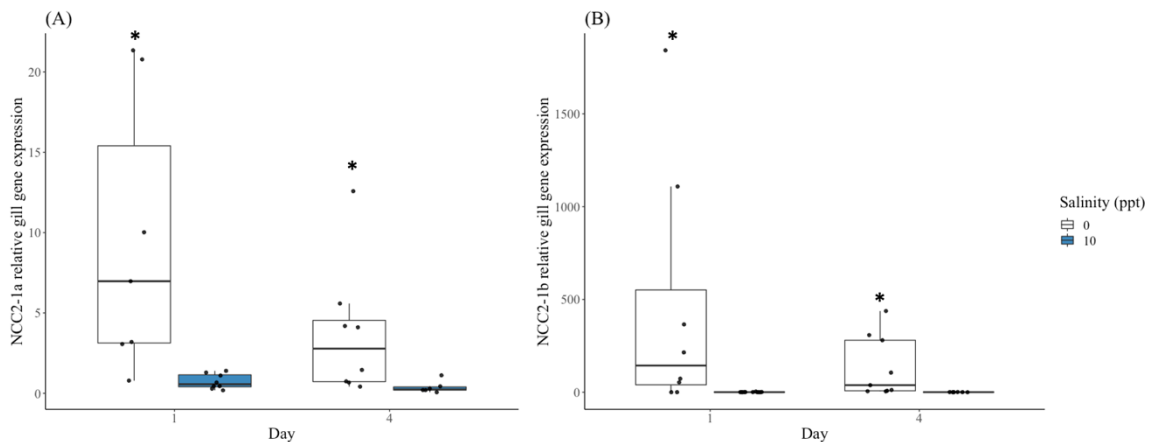 (A)
*
*
NCC2-1a relative gill gene expression
20
15
10
5
0
1
4
Day
(B)
*
*
NCC2-1b relative gill gene expression
1500
1000
500
0
1
4
Day
Salinity (ppt)
0
10